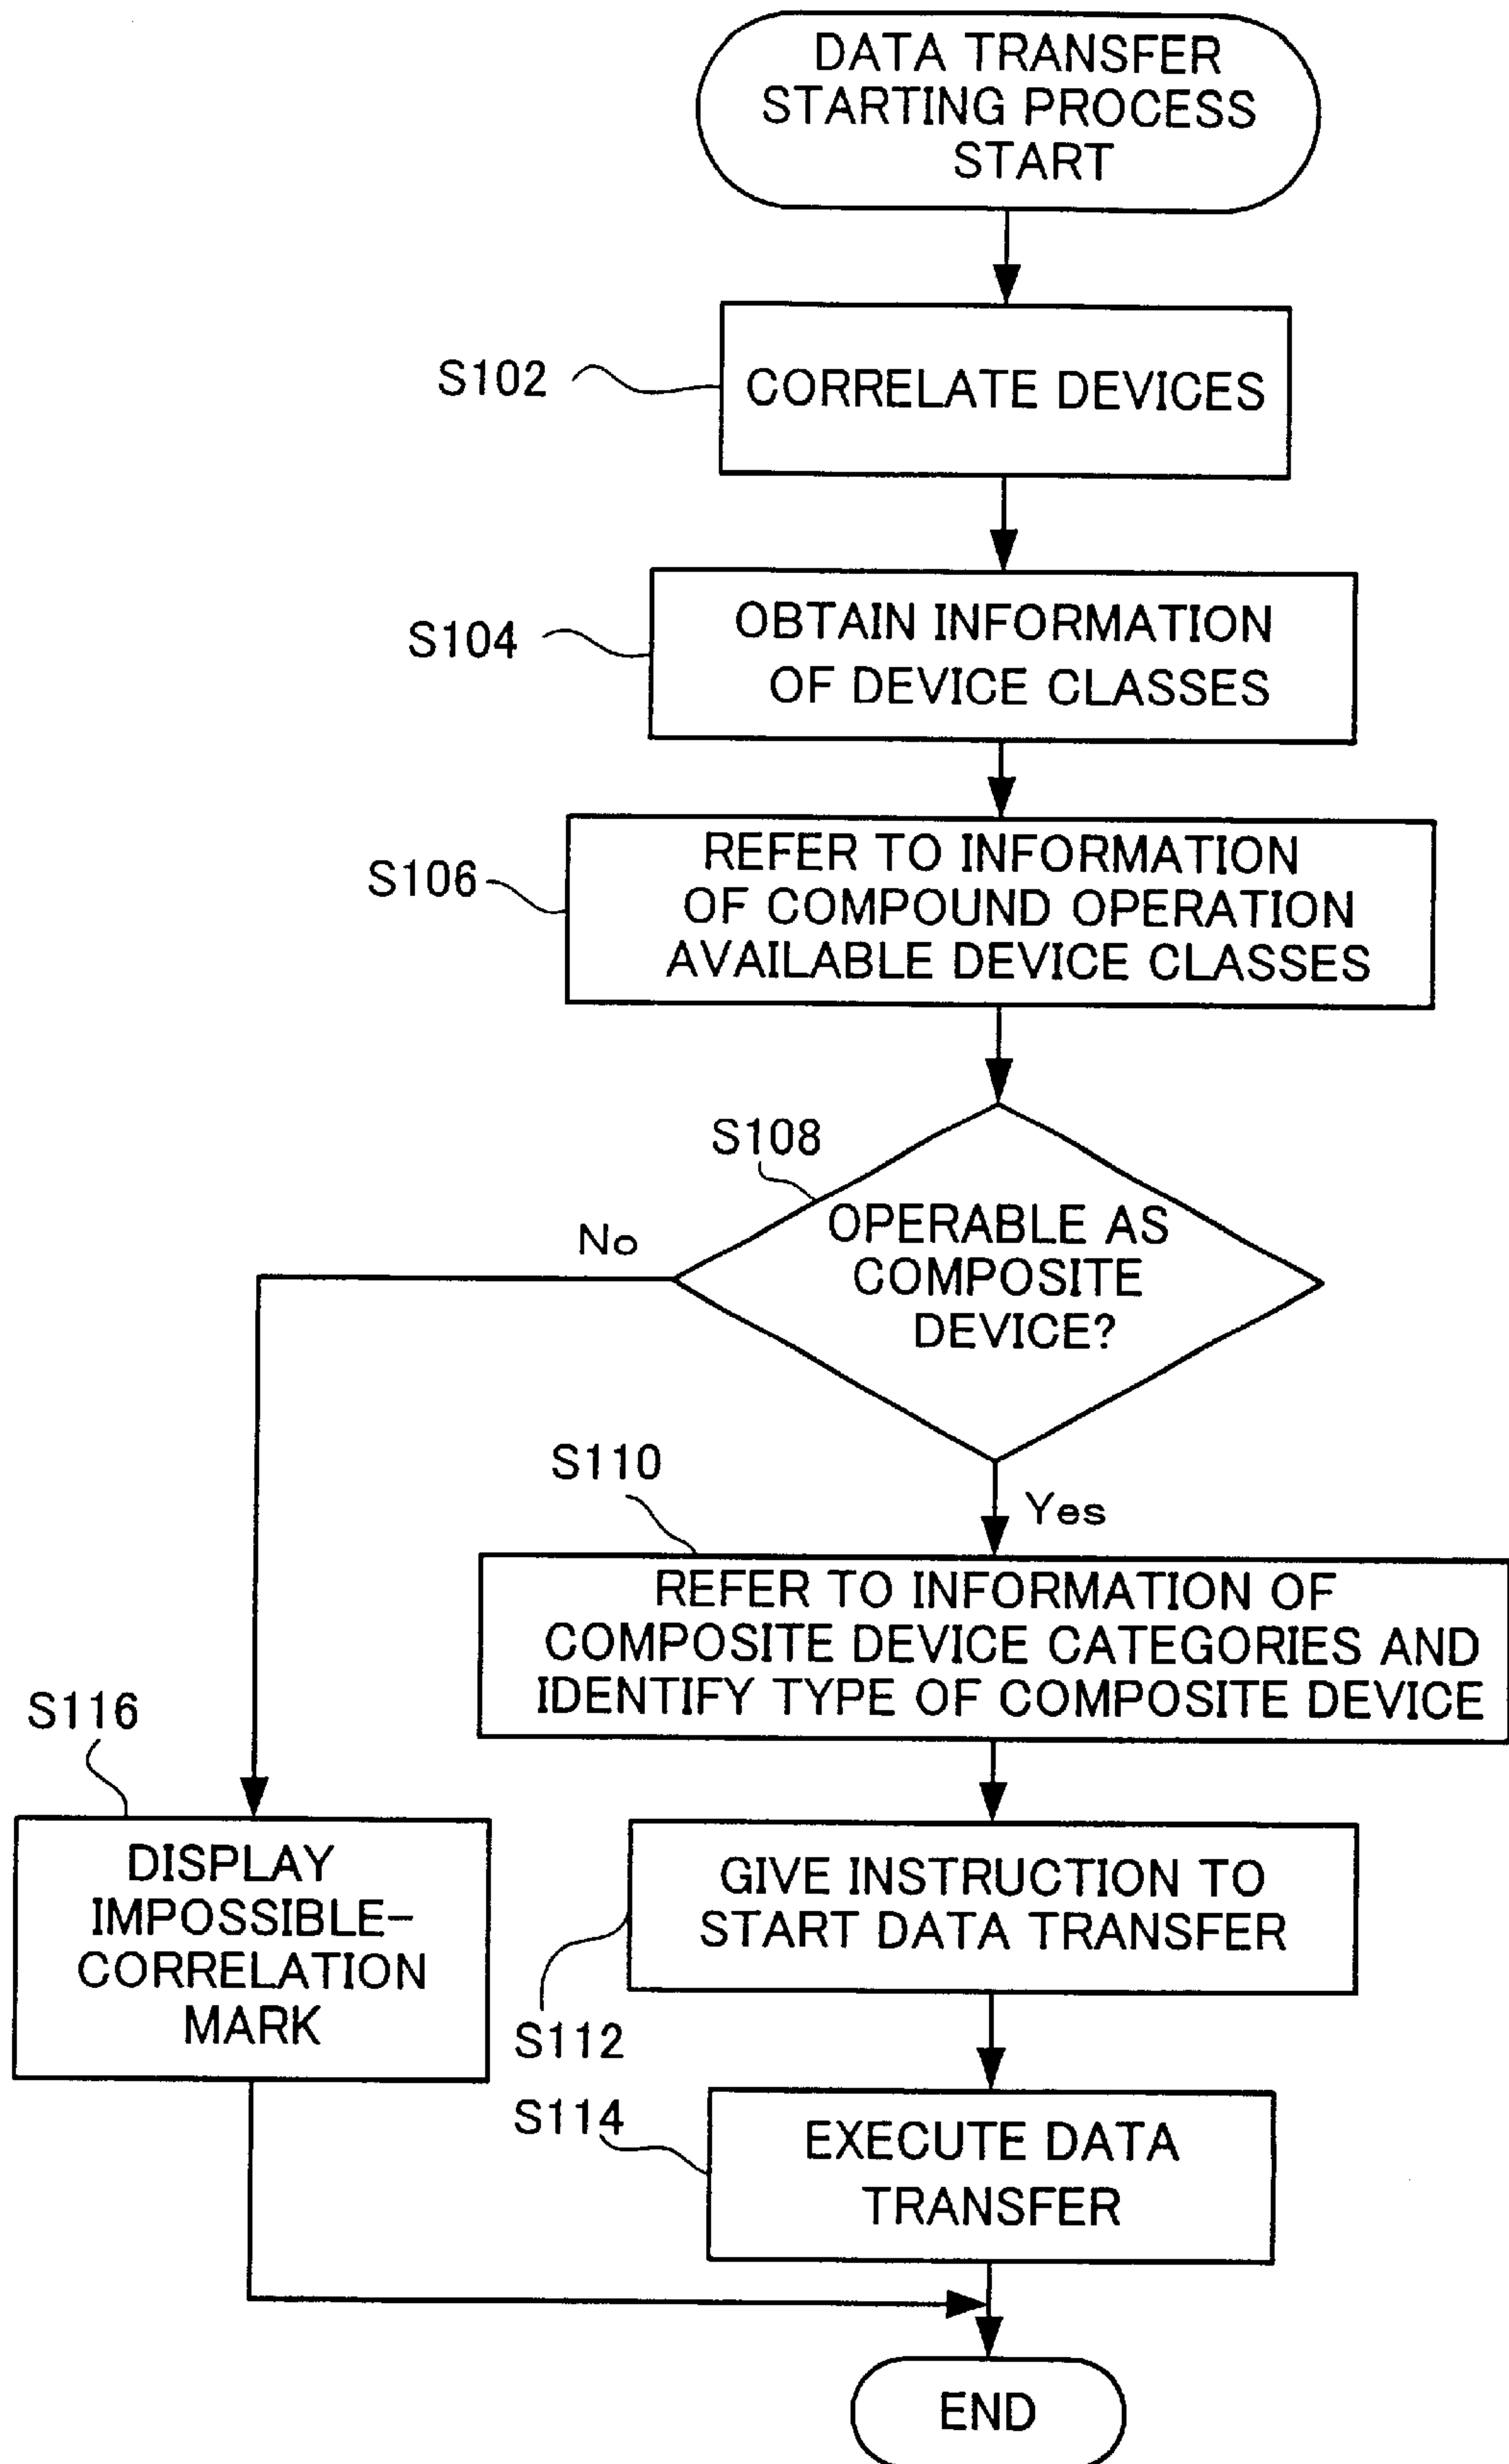 DATA TRANSFER
STARTING PROCESS
START
S102
CORRELATE DEVICES
S104
OBTAIN INFORMATION
OF DEVICE CLASSES
S106
REFER TO INFORMATION
OF COMPOUND OPERATION
AVAILABLE DEVICE CLASSES
S108
OPERABLE AS
COMPOSITE
DEVICE?
No
Yes
S110
REFER TO INFORMATION OF
COMPOSITE DEVICE CATEGORIES AND
IDENTIFY TYPE OF COMPOSITE DEVICE
S116
DISPLAY
IMPOSSIBLE-
CORRELATION
MARK
GIVE INSTRUCTION TO
START DATA TRANSFER
S112
S114
EXECUTE DATA
TRANSFER
END